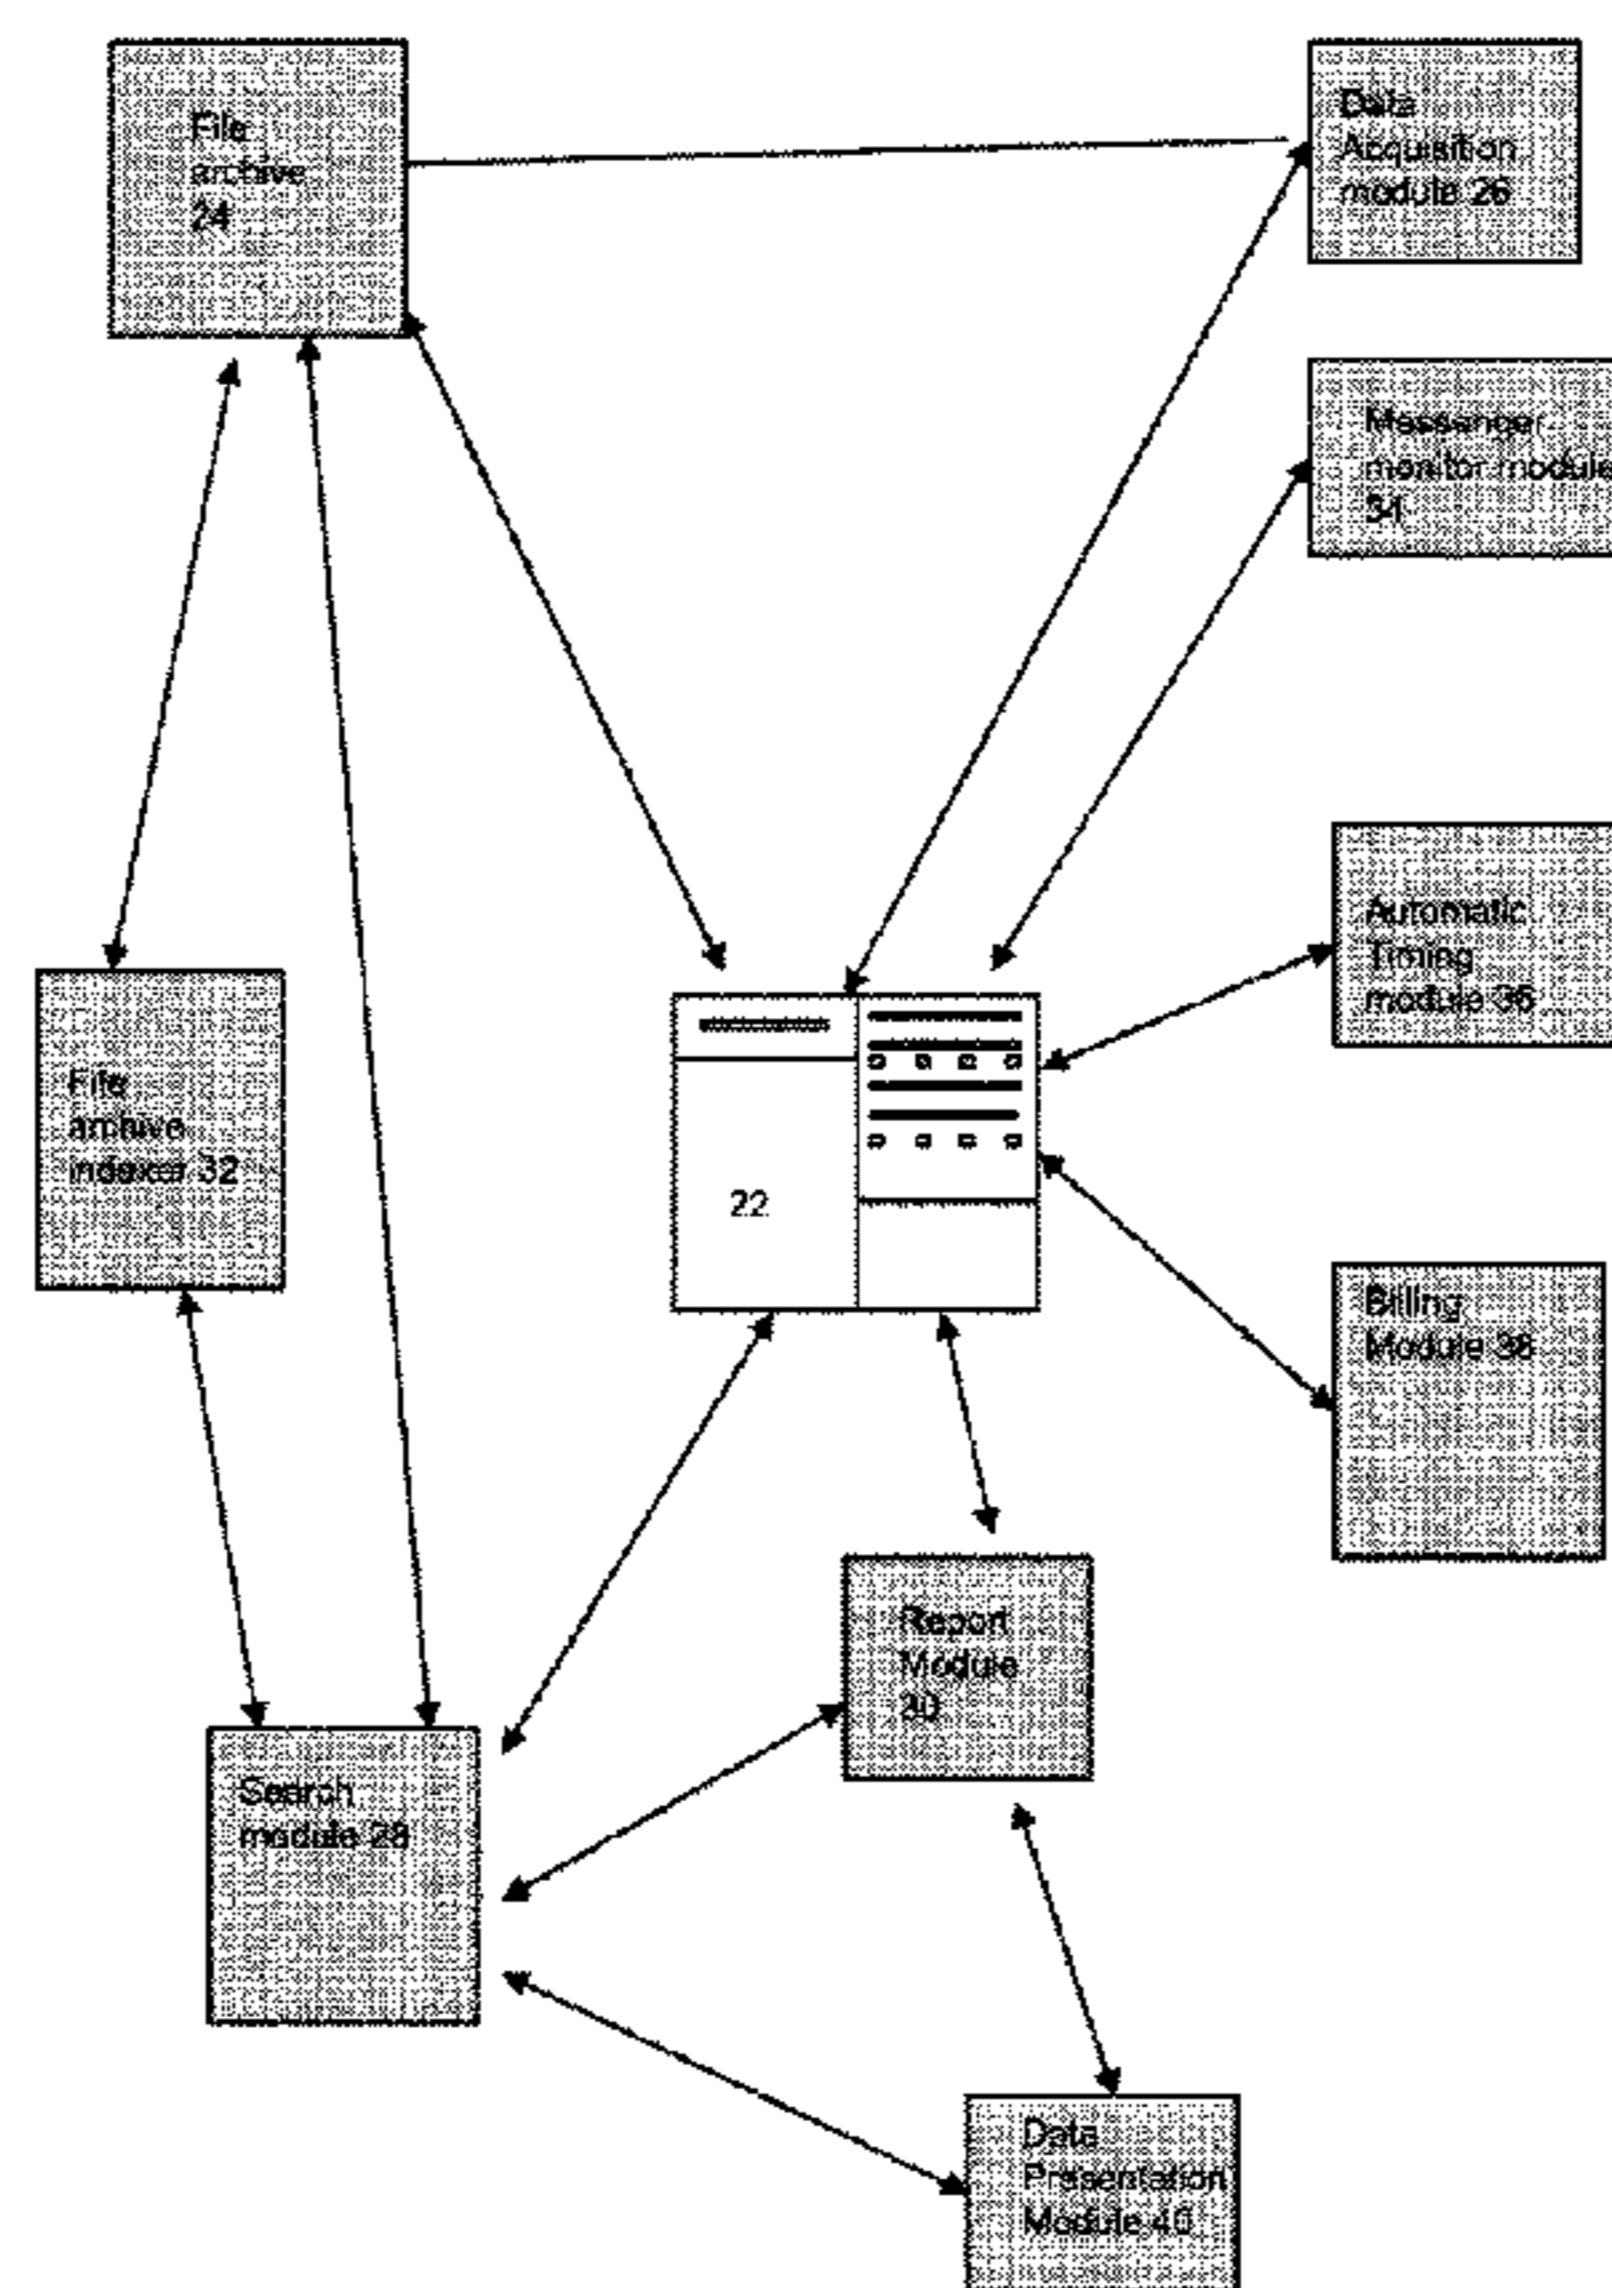 File
archive
24
Data
Acquisition
module 26
Messenger
monitor module
34
Automatic
Timing
module 36
File
archive
indexer 32
22
Billing
Module 38
Report
Module
30
Search
module 28
Data
Presentation
Module 40